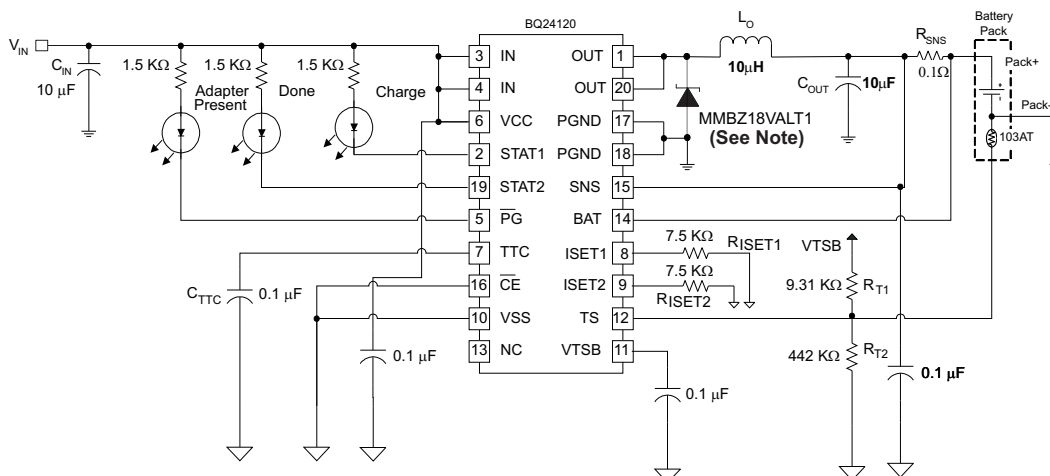 BQ24120
V_IN
C_IN
10 μF
1.5 KΩ
1.5 KΩ
1.5 KΩ
Adapter
Present
Done
Charge
3 IN
4 IN
6 VCC
2 STAT1
19 STAT2
5 PG
7 TTC
16 CE
10 VSS
13 NC
OUT 1
OUT 20
PGND 17
PGND 18
SNS 15
BAT 14
ISET1 8
ISET2 9
TS 12
VTSB 11
C_TTC
0.1 μF
0.1 μF
L_O
10μH
MMBZ18VALT1
(See Note)
C_OUT
10μF
R_SNS
0.1Ω
Battery
Pack
Pack+
+
Pack-
103AT
7.5 KΩ
R_ISET1
7.5 KΩ
R_ISET2
VTSB
9.31 KΩ
R_T1
442 KΩ
R_T2
0.1 μF
0.1 μF